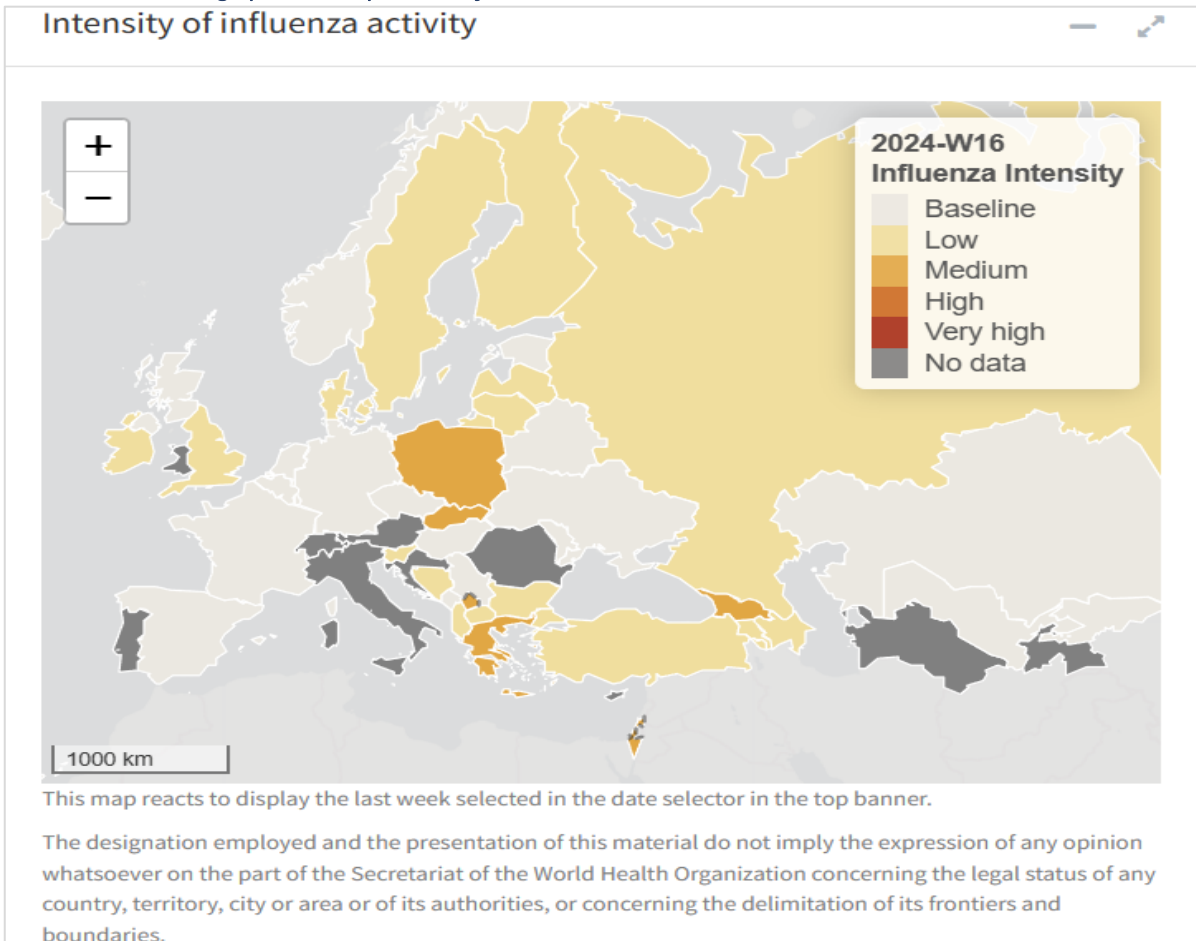 Intensity of influenza activity
+
−
2024-W16
Influenza Intensity
Baseline
Low
Medium
High
Very high
No data
1000 km
This map reacts to display the last week selected in the date selector in the top banner.
The designation employed and the presentation of this material do not imply the expression of any opinion
whatsoever on the part of the Secretariat of the World Health Organization concerning the legal status of any
country, territory, city or area or of its authorities, or concerning the delimitation of its frontiers and
boundaries.